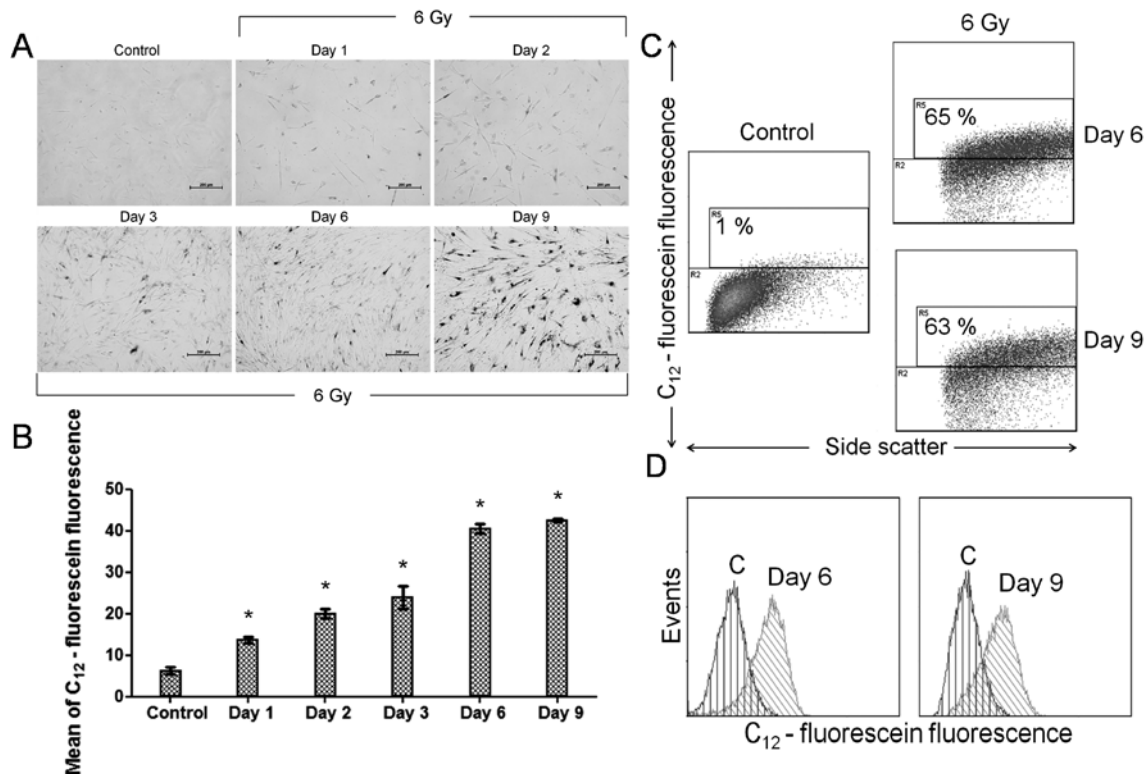 A
6 Gy
Control
Day 1
Day 2
Day 3
Day 6
Day 9
6 Gy
B
Mean of C₁₂ - fluorescein fluorescence
50
40
30
20
10
0
*
*
*
*
*
Control
Day 1
Day 2
Day 3
Day 6
Day 9
C
6 Gy
C₁₂ - fluorescein fluorescence
Control
R5
1 %
R2
R5
65 %
R2
Day 6
R5
63 %
R2
Day 9
Side scatter
D
Events
C
Day 6
C
Day 9
C₁₂ - fluorescein fluorescence